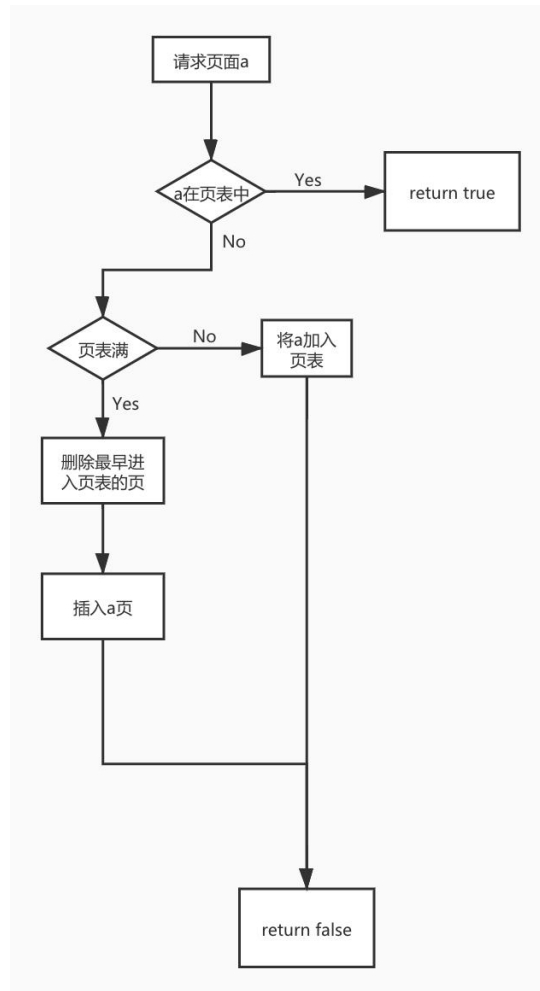 请求页面a
a在页表中
Yes
return true
No
页表满
No
将a加入
页表
Yes
删除最早进
入页表的页
插入a页
return false